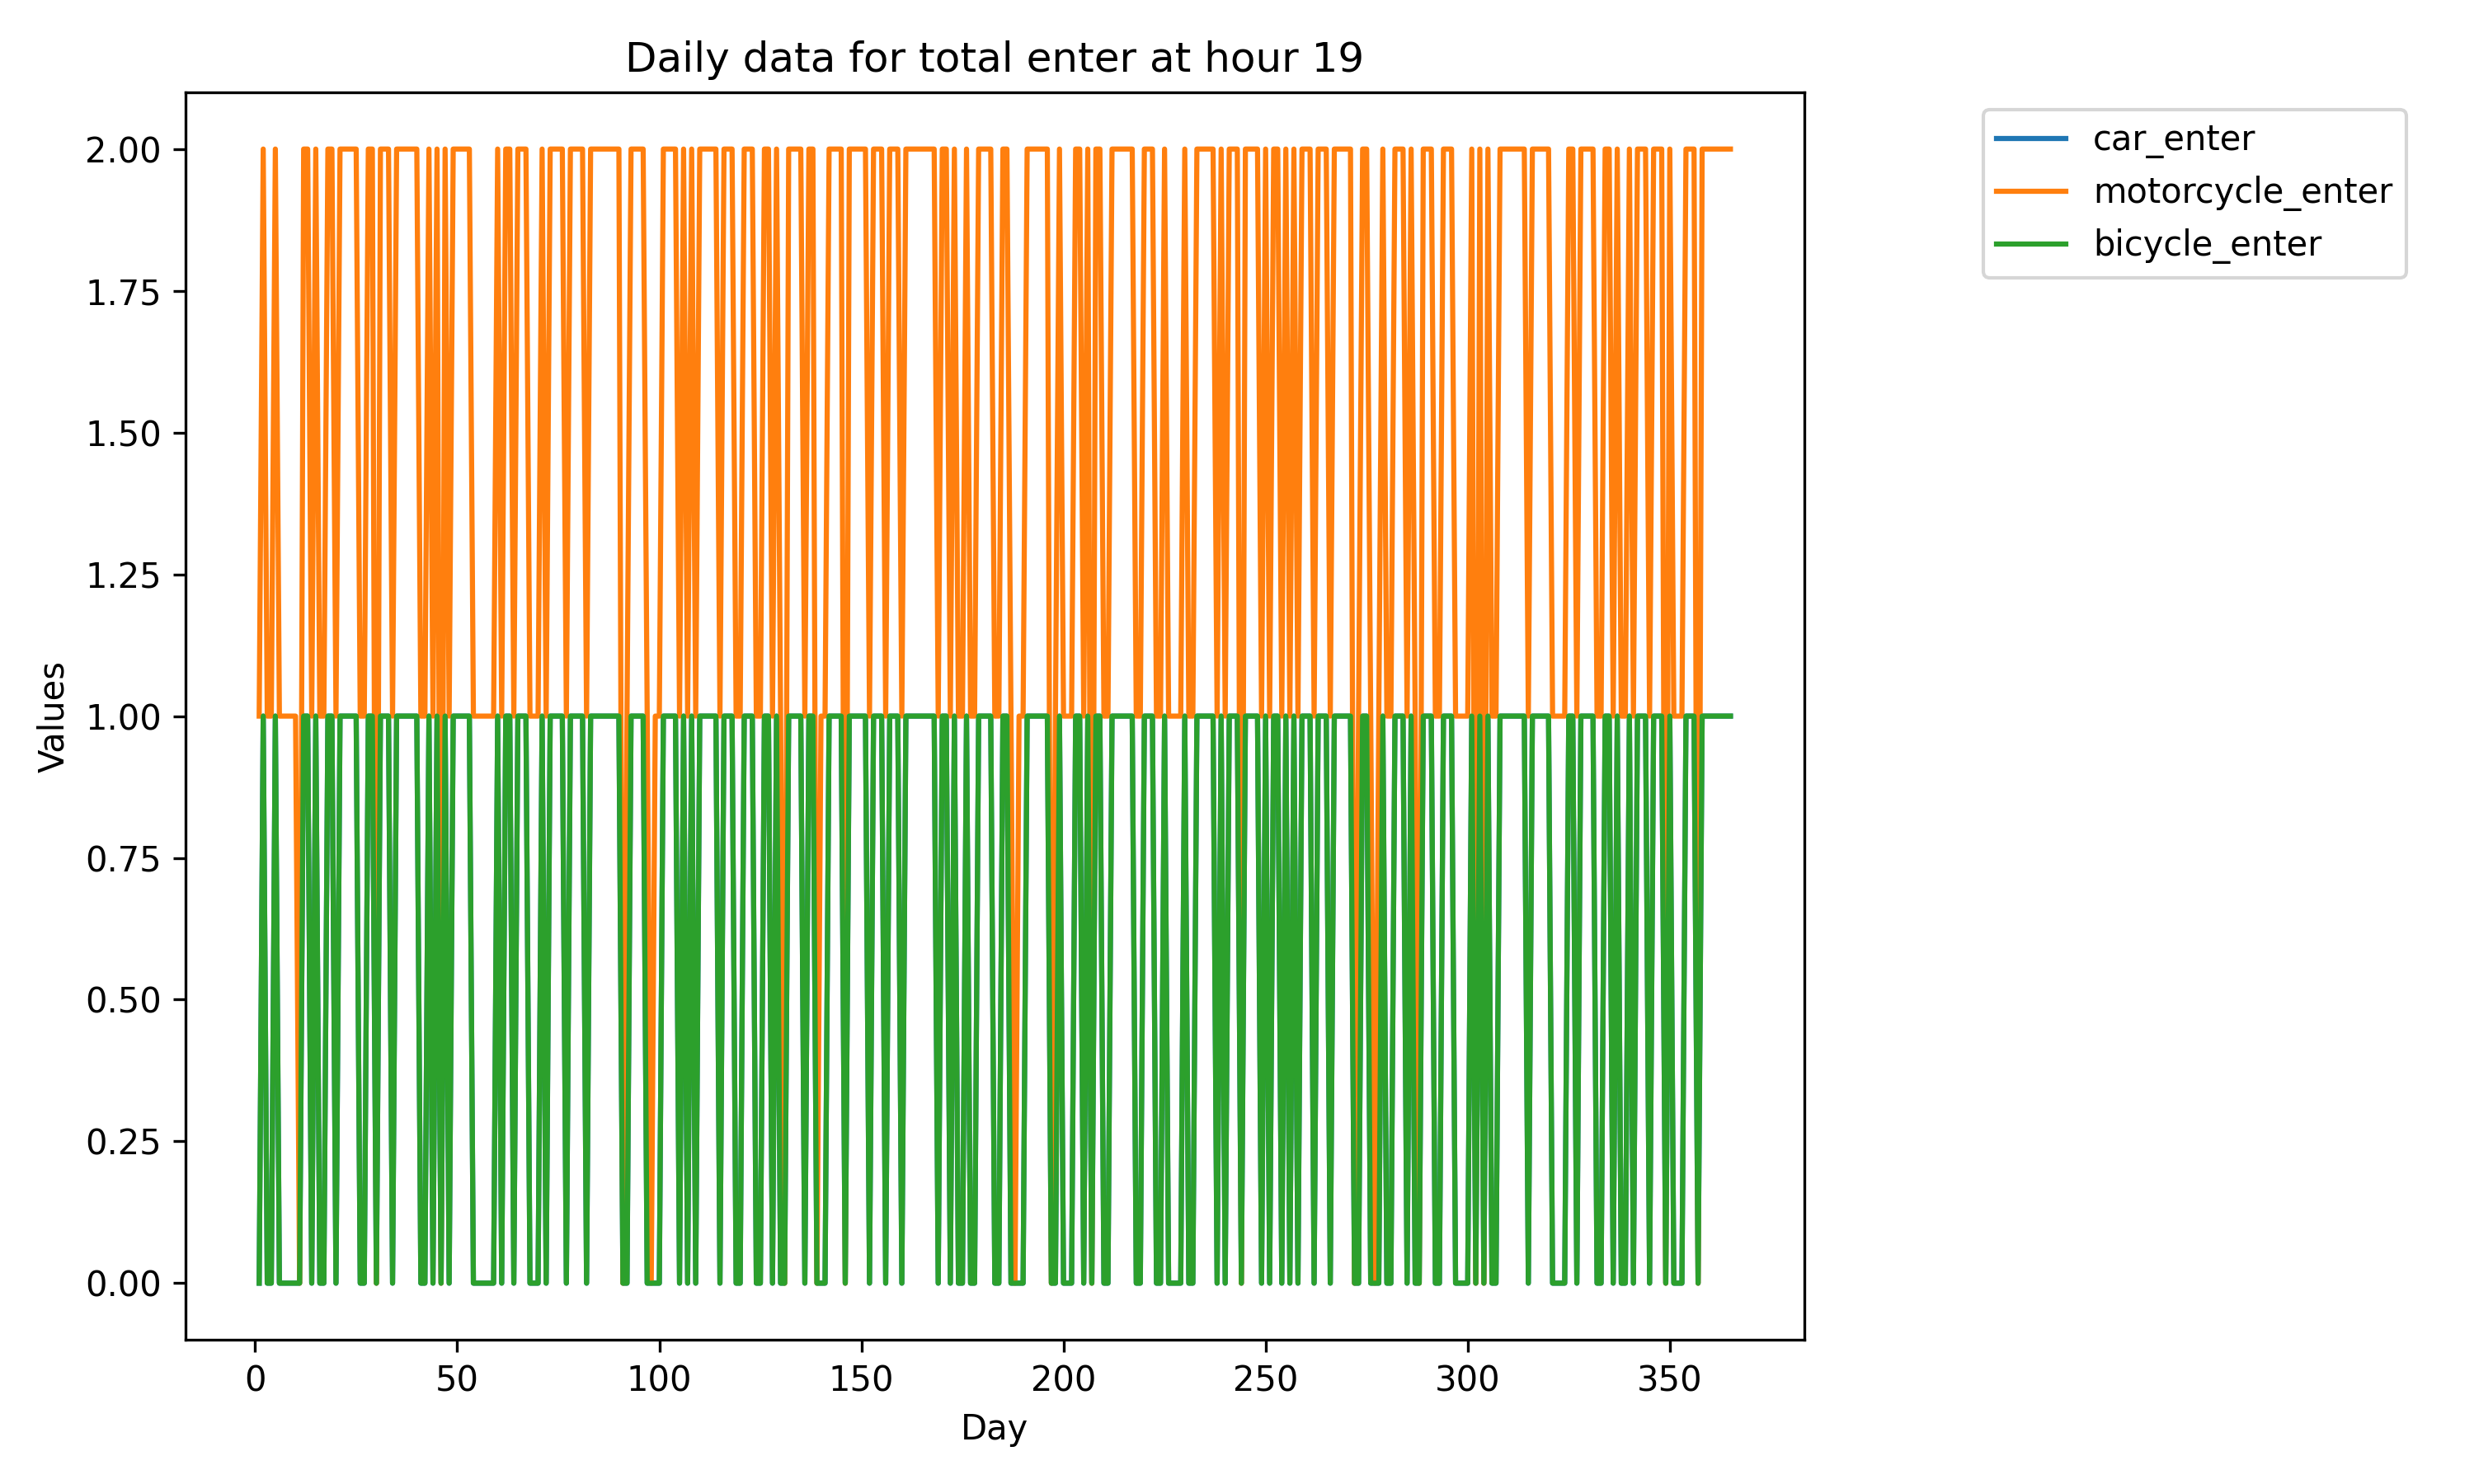 Daily data for total enter at hour 19
2.00
1.75
1.50
1.25
1.00
0.75
0.50
0.25
0.00
Values
0 50 100 150 200 250 300 350
Day
car_enter
motorcycle_enter
bicycle_enter